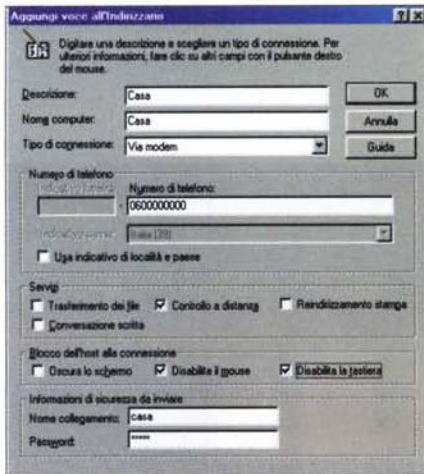 Aggiungi voce all'Indirizzario
Digitare una descrizione a scegliere un tipo di connessione. Per
ulteriori informazioni, fare clic su altri campi con il pulsante destro
del mouse.
Descrizione: Casa OK
Nome computer: Casa Annulla
Tipo di connessione: Via modem Guida
Numero di telefono
Numero di telefono:
0600000000
Italia (39)
Usa indicativo di località e paese
Servizi
Trasferimento dei file Controllo a distanza Reindirizzamento stampa
Conversazione scritta
Blocco dell'host alla connessione
Oscura lo schermo Disabilita il mouse Disabilita la tastiera
Informazioni di sicurezza da inviare
Nome collegamento: casa
Password: *****